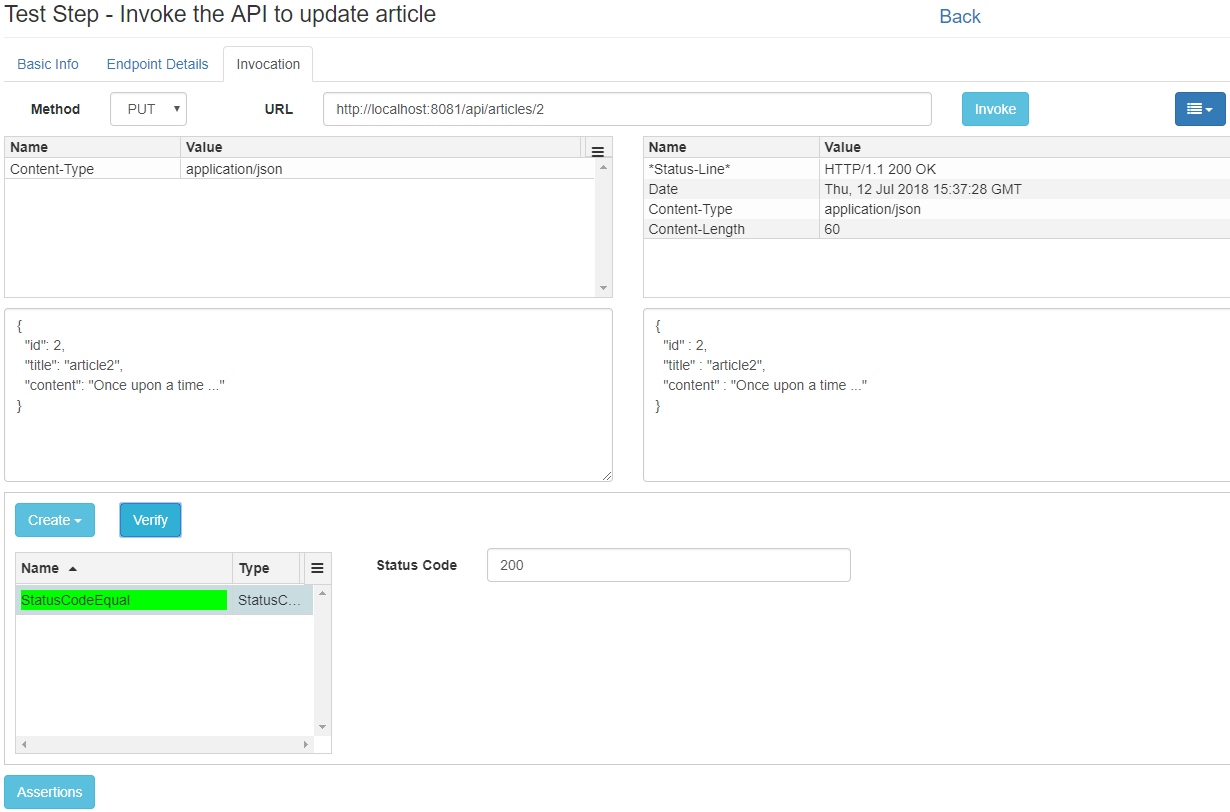 Test Step - Invoke the API to update article Back
Basic Info Endpoint Details Invocation
Method PUT URL http://localhost:8081/api/articles/2 Invoke
Name Value Name Value
Content-Type application/json *Status-Line* HTTP/1.1 200 OK
Date Thu, 12 Jul 2018 15:37:28 GMT
Content-Type application/json
Content-Length 60
{
"id": 2,
"title": "article2",
"content": "Once upon a time ..."
}
{
"id" : 2,
"title" : "article2",
"content" : "Once upon a time ..."
}
Create Verify
Name Type Status Code 200
StatusCodeEqual StatusC...
Assertions